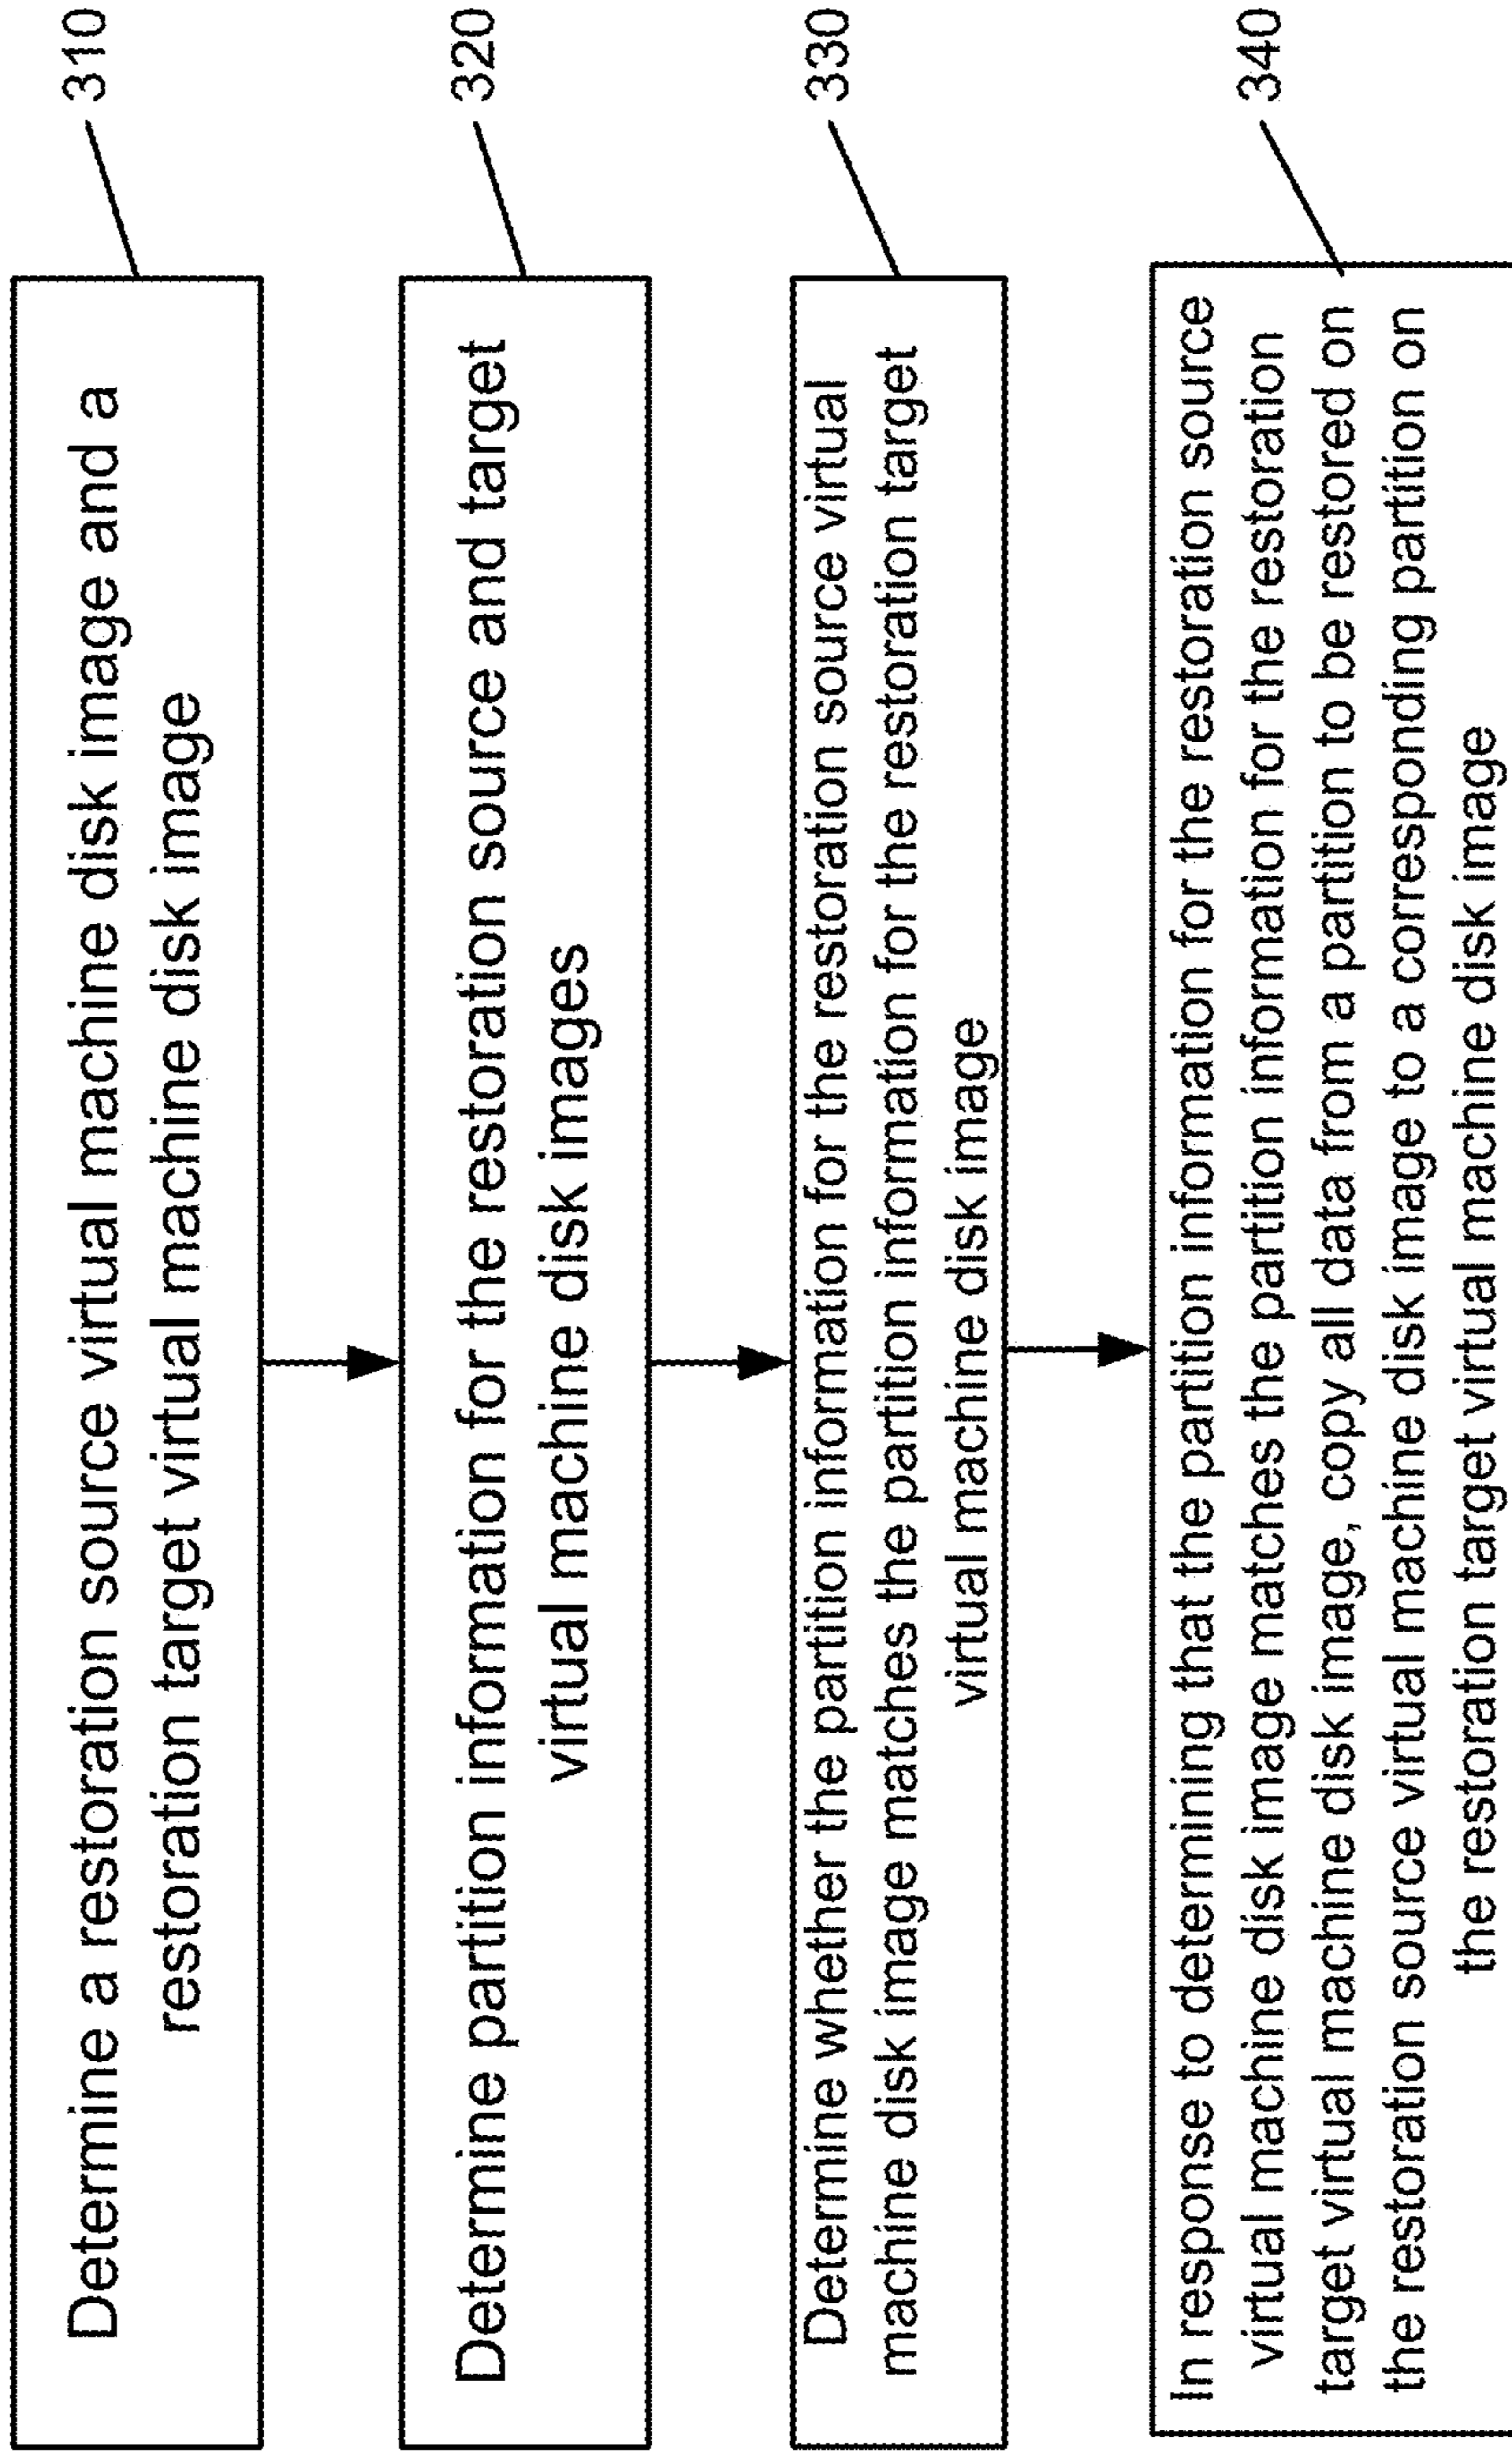 Determine a restoration source virtual machine disk image and a
restoration target virtual machine disk image
310
Determine partition information for the restoration source and target
virtual machine disk images
320
Determine whether the partition information for the restoration source virtual
machine disk image matches the partition information for the restoration target
virtual machine disk image
330
In response to determining that the partition information for the restoration source
virtual machine disk image matches the partition information for the restoration
target virtual machine disk image, copy all data from a partition to be restored on
the restoration source virtual machine disk image to a corresponding partition on
the restoration target virtual machine disk image
340